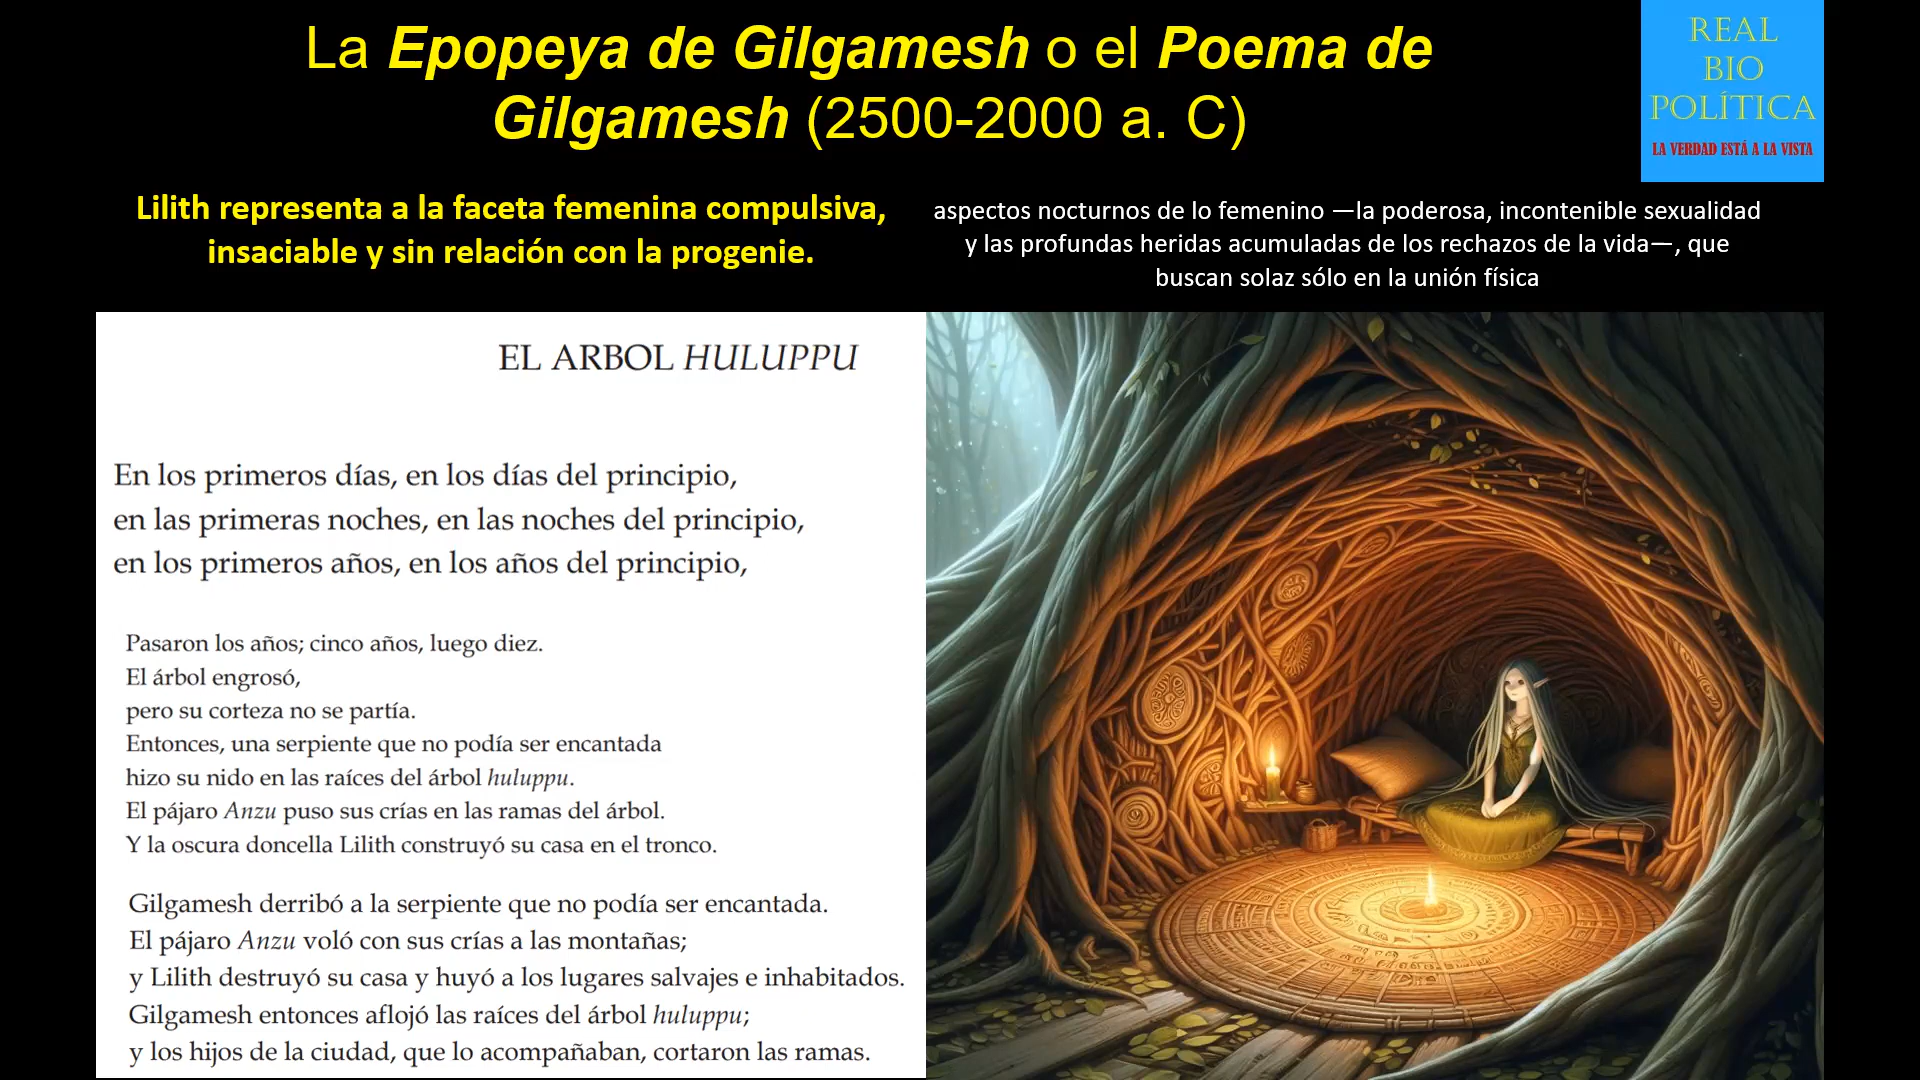 La Epopeya de Gilgamesh o el Poema de
Gilgamesh (2500-2000 a. C)
REAL
BIO
POLÍTICA
LA VERDAD ESTÁ A LA VISTA
Lilith representa a la faceta femenina compulsiva,
insaciable y sin relación con la progenie.
aspectos nocturnos de lo femenino —la poderosa, incontenible sexualidad
y las profundas heridas acumuladas de los rechazos de la vida—, que
buscan solaz sólo en la unión física
EL ARBOL HULUPPU
En los primeros días, en los días del principio,
en las primeras noches, en las noches del principio,
en los primeros años, en los años del principio,
Pasaron los años; cinco años, luego diez.
El árbol engrosó,
pero su corteza no se partía.
Entonces, una serpiente que no podía ser encantada
hizo su nido en las raíces del árbol huluppu.
El pájaro Anzu puso sus crías en las ramas del árbol.
Y la oscura doncella Lilith construyó su casa en el tronco.
Gilgamesh derribó a la serpiente que no podía ser encantada.
El pájaro Anzu voló con sus crías a las montañas;
y Lilith destruyó su casa y huyó a los lugares salvajes e inhabitados.
Gilgamesh entonces aflojó las raíces del árbol huluppu;
y los hijos de la ciudad, que lo acompañaban, cortaron las ramas.